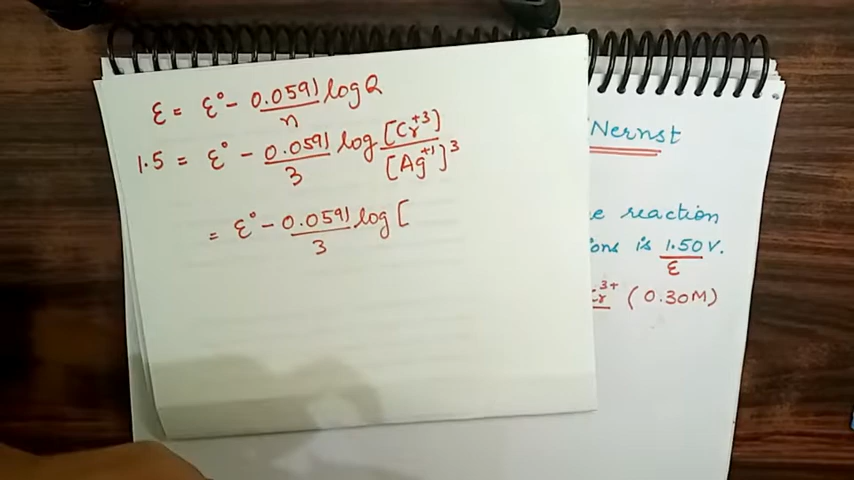 ε = ε° - 0.0591/n log Q
1.5 = ε° - 0.0591/3 log [Cr⁺³]/[Ag⁺¹]³
= ε° - 0.0591/3 log [
Nernst
reaction
is 1.50 V.
ε
Cr³⁺ (0.30M)